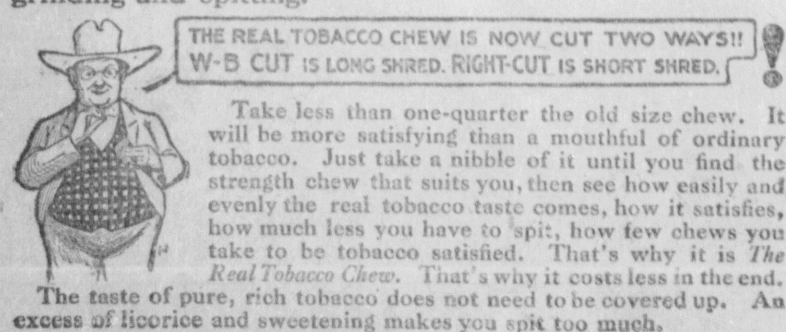 grinding and spitting.
THE REAL TOBACCO CHEW IS NOW CUT TWO WAYS!!
W-B CUT IS LONG SHRED. RIGHT-CUT IS SHORT SHRED.
Take less than one-quarter the old size chew. It
will be more satisfying than a mouthful of ordinary
tobacco. Just take a nibble of it until you find the
strength chew that suits you, then see how easily and
evenly the real tobacco taste comes, how it satisfies,
how much less you have to spit, how few chews you
take to be tobacco satisfied. That's why it is The
Real Tobacco Chew. That's why it costs less in the end.
The taste of pure, rich tobacco does not need to be covered up. An
excess of licorice and sweetening makes you spit too much.